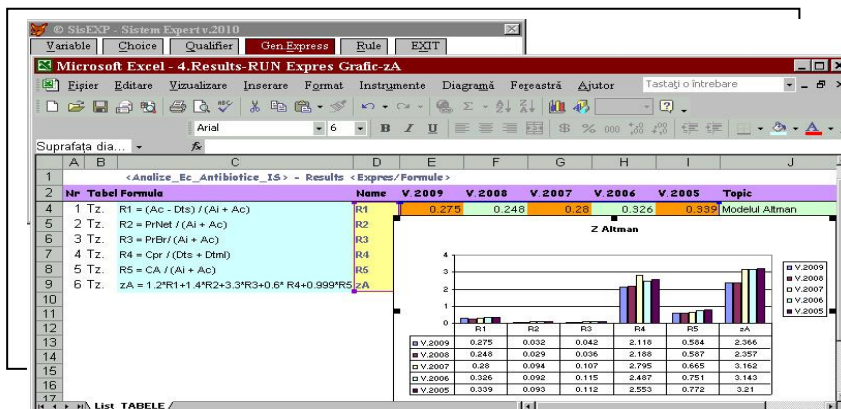 © SisEXP - Sistem Expert v.2010
Variable Choice Qualifier Gen.Express Rule EXIT
Microsoft Excel - 4.Results-RUN Expres Grafic-zA
Fișier Editare Vizualizare Inserare Format Instrumente Diagramă Fereastră Ajutor Tastați o întrebare
Arial 6 B I U
Suprafața dia... fx
A B C D E F G H I J
1 <Analize_Ec_Antibiotice_IS> - Results <Expres/Formule>
2 Nr Tabel Formula Name V.2009 V.2008 V.2007 V.2006 V.2005 Topic
4 1 Tz. R1 = (Ac - Dts) / (Ai + Ac) R1 0.275 0.248 0.28 0.326 0.339 Modelul Altman
5 2 Tz. R2 = PrNet / (Ai + Ac) R2
6 3 Tz. R3 = PrBr/ (Ai + Ac) R3
7 4 Tz. R4 = Cpr / (Dts + Dtml) R4
8 5 Tz. R5 = CA / (Ai + Ac) R5
9 6 Tz. zA = 1.2*R1+1.4*R2+3.3*R3+0.6* R4+0.999*R5 zA
10
11
12
13
14
15
16
17
Z Altman
4
3
2
1
0
R1 R2 R3 R4 R5 zA
V.2009 0.275 0.032 0.042 2.118 0.584 2.366
V.2008 0.248 0.029 0.036 2.188 0.587 2.357
V.2007 0.28 0.094 0.107 2.795 0.665 3.162
V.2006 0.326 0.092 0.115 2.487 0.751 3.143
V.2005 0.339 0.093 0.112 2.553 0.772 3.21
V.2009
V.2008
V.2007
V.2006
V.2005
List_TABELE